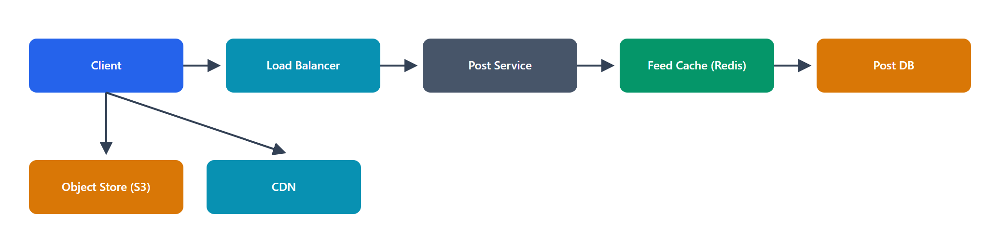 Client
Load Balancer
Post Service
Feed Cache (Redis)
Post DB
Object Store (S3)
CDN